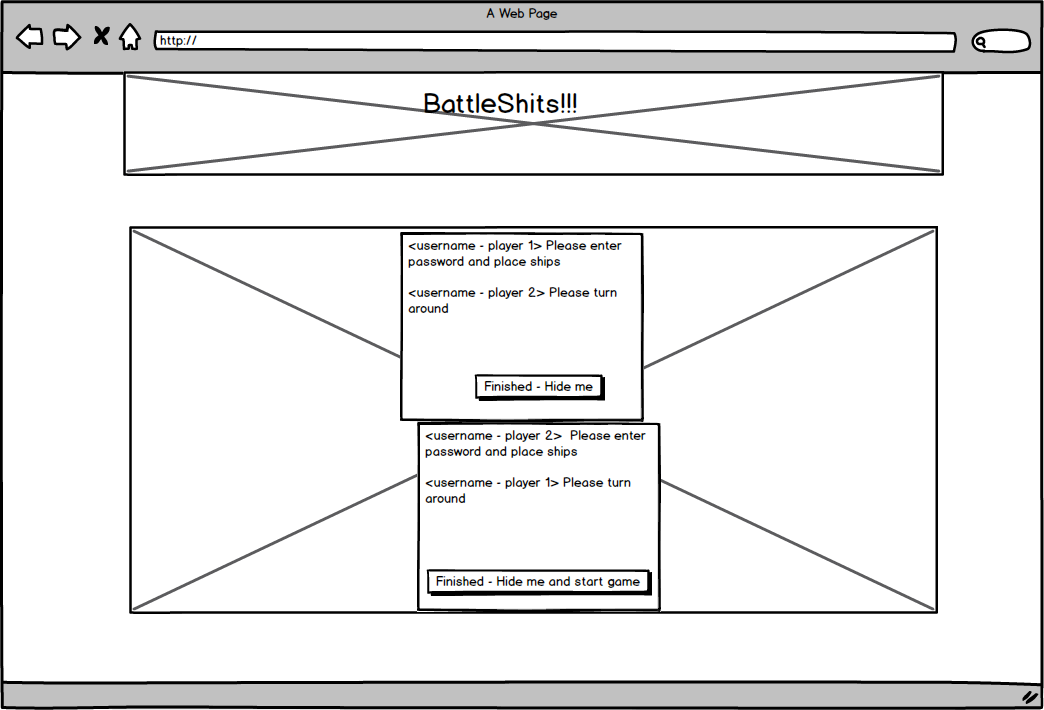 A Web Page
http://
BattleShits!!!
<username - player 1> Please enter
password and place ships
<username - player 2> Please turn
around
Finished - Hide me
<username - player 2>  Please enter
password and place ships
<username - player 1> Please turn
around
Finished - Hide me and start game